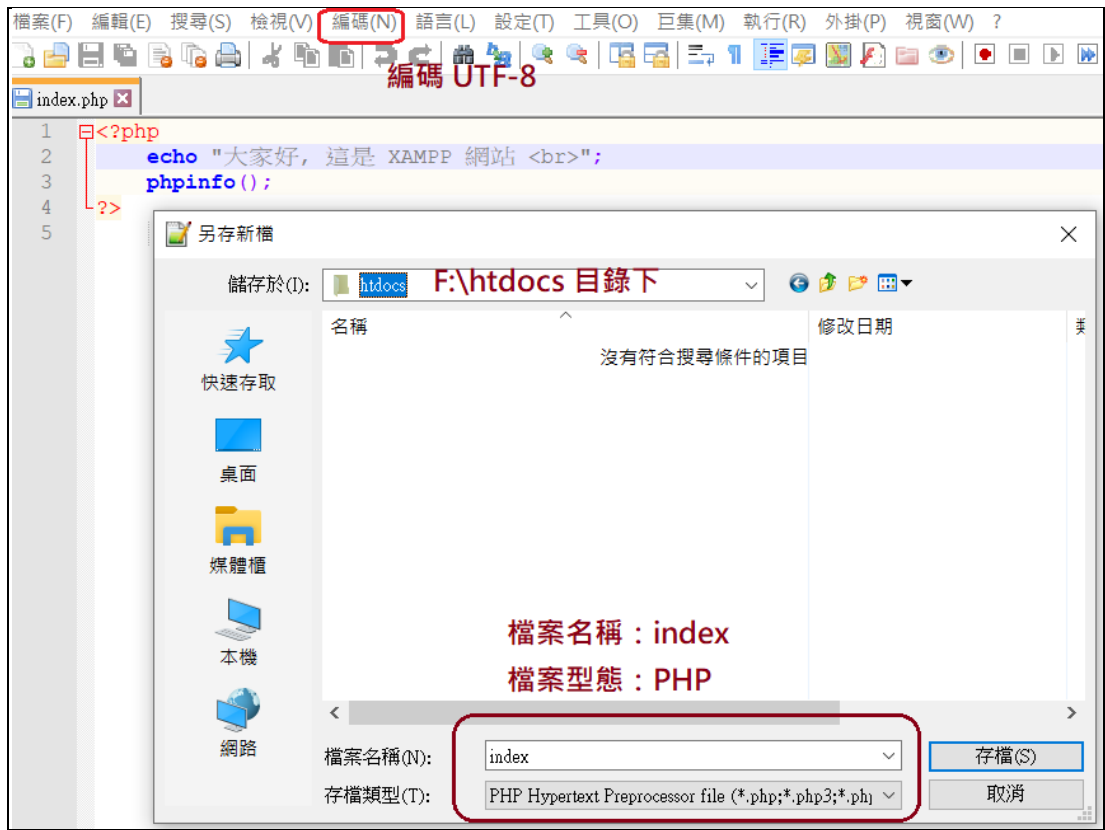 檔案(F) 編輯(E) 搜尋(S) 檢視(V) 編碼(N) 語言(L) 設定(T) 工具(O) 巨集(M) 執行(R) 外掛(P) 視窗(W) ?
編碼 UTF-8
index.php
1 <?php
2 echo "大家好, 這是 XAMPP 網站 <br>";
3 phpinfo();
4 ?>
5
另存新檔
儲存於(I): htdocs F:\htdocs 目錄下
名稱 修改日期
沒有符合搜尋條件的項目
快速存取
桌面
媒體櫃
本機
網路
檔案名稱：index
檔案型態：PHP
檔案名稱(N): index 存檔(S)
存檔類型(T): PHP Hypertext Preprocessor file (*.php;*.php3;*.ph 取消